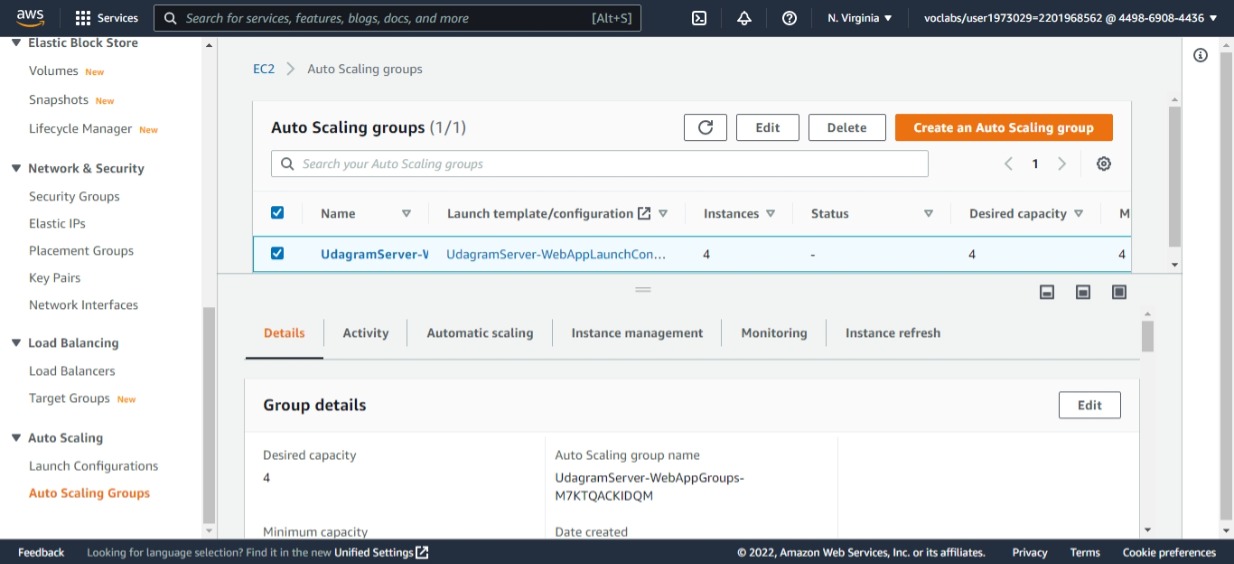 aws
Services
Search for services, features, blogs, docs, and more
[Alt+S]
N. Virginia
voclabs/user1973029=2201968562 @ 4498-6908-4436
Elastic Block Store
Volumes New
Snapshots New
Lifecycle Manager New
Network & Security
Security Groups
Elastic IPs
Placement Groups
Key Pairs
Network Interfaces
Load Balancing
Load Balancers
Target Groups New
Auto Scaling
Launch Configurations
Auto Scaling Groups
EC2 > Auto Scaling groups
Auto Scaling groups (1/1)
Edit
Delete
Create an Auto Scaling group
Search your Auto Scaling groups
1
Name
Launch template/configuration
Instances
Status
Desired capacity
M
UdagramServer-W
UdagramServer-WebAppLaunchCon...
4
-
4
4
Details
Activity
Automatic scaling
Instance management
Monitoring
Instance refresh
Group details
Edit
Desired capacity
4
Minimum capacity
Auto Scaling group name
UdagramServer-WebAppGroups-
M7KTQACKIDQM
Date created
Feedback
Looking for language selection? Find it in the new Unified Settings
© 2022, Amazon Web Services, Inc. or its affiliates.
Privacy
Terms
Cookie preferences